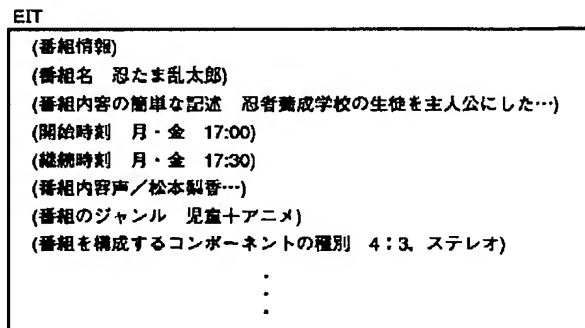 EIT
(番組情報)
(番組名 忍たま乱太郎)
(番組内容の簡単な記述 忍者養成学校の生徒を主人公にした…)
(開始時刻 月・金 17:00)
(継続時刻 月・金 17:30)
(番組内容声/松本梨香…)
(番組のジャンル 児童+アニメ)
(番組を構成するコンポーネントの種別 4:3、ステレオ)